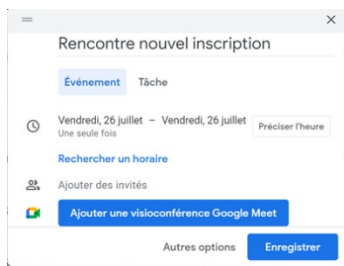 Rencontre nouvel inscription
Événement Tâche
Vendredi, 26 juillet – Vendredi, 26 juillet Préciser l'heure
Une seule fois
Rechercher un horaire
Ajouter des invités
Ajouter une visioconférence Google Meet
Autres options Enregistrer